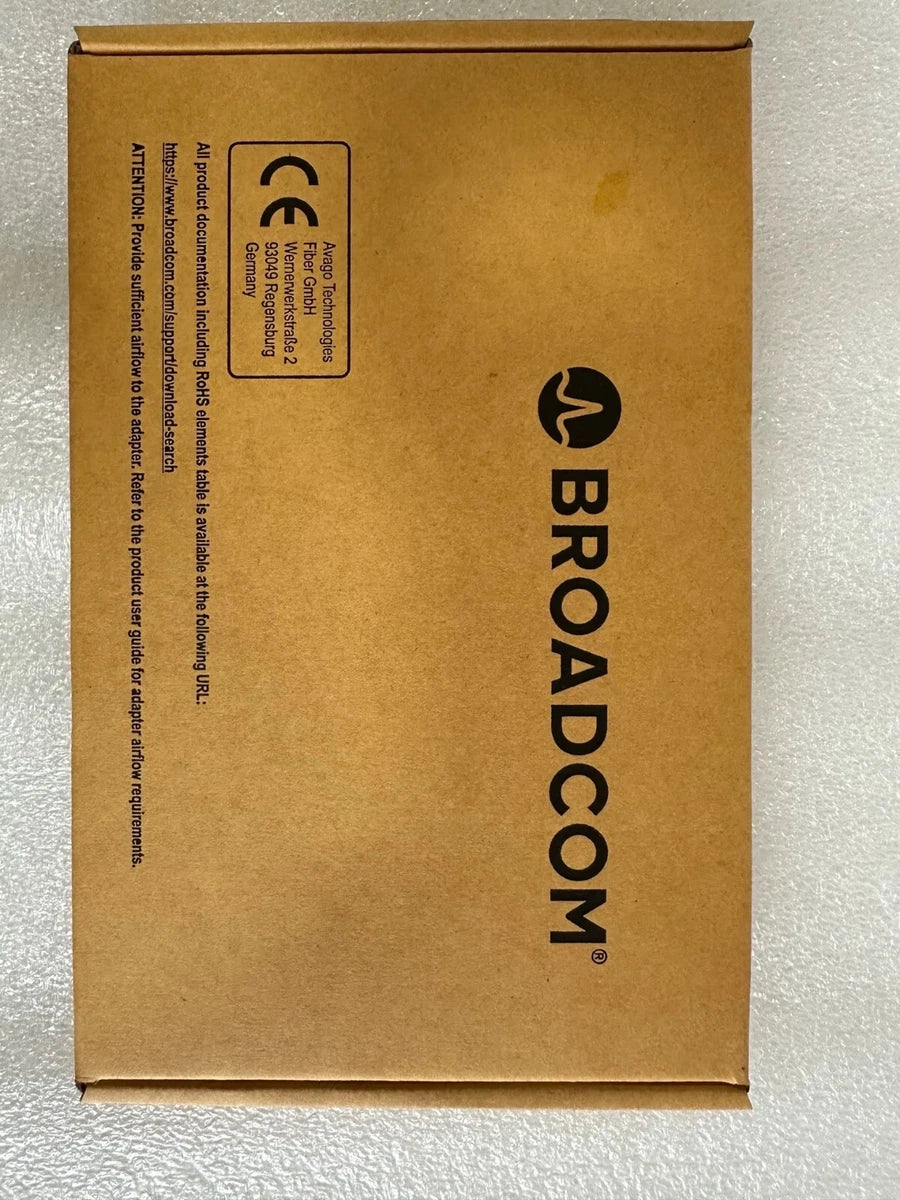 BROADCOM®
CE
Avago Technologies
Fiber GmbH
Wernerwerkstraße 2
93049 Regensburg
Germany
All product documentation including RoHS elements table is available at the following URL:
https://www.broadcom.com/support/download-search
ATTENTION: Provide sufficient airflow to the adapter. Refer to the product user guide for adapter airflow requirements.